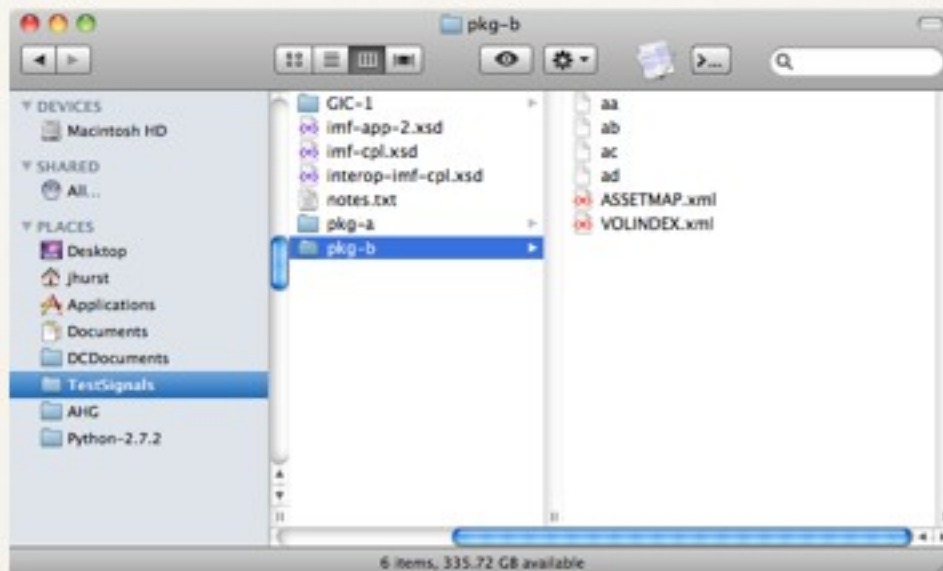 pkg-b
>...
DEVICES
Macintosh HD
SHARED
All...
PLACES
Desktop
jhurst
Applications
Documents
DCDocuments
TestSignals
AHG
Python-2.7.2
GIC-1
imf-app-2.xsd
imf-cpl.xsd
interop-imf-cpl.xsd
notes.txt
pkg-a
pkg-b
aa
ab
ac
ad
ASSETMAP.xml
VOLINDEX.xml
6 items, 335.72 GB available